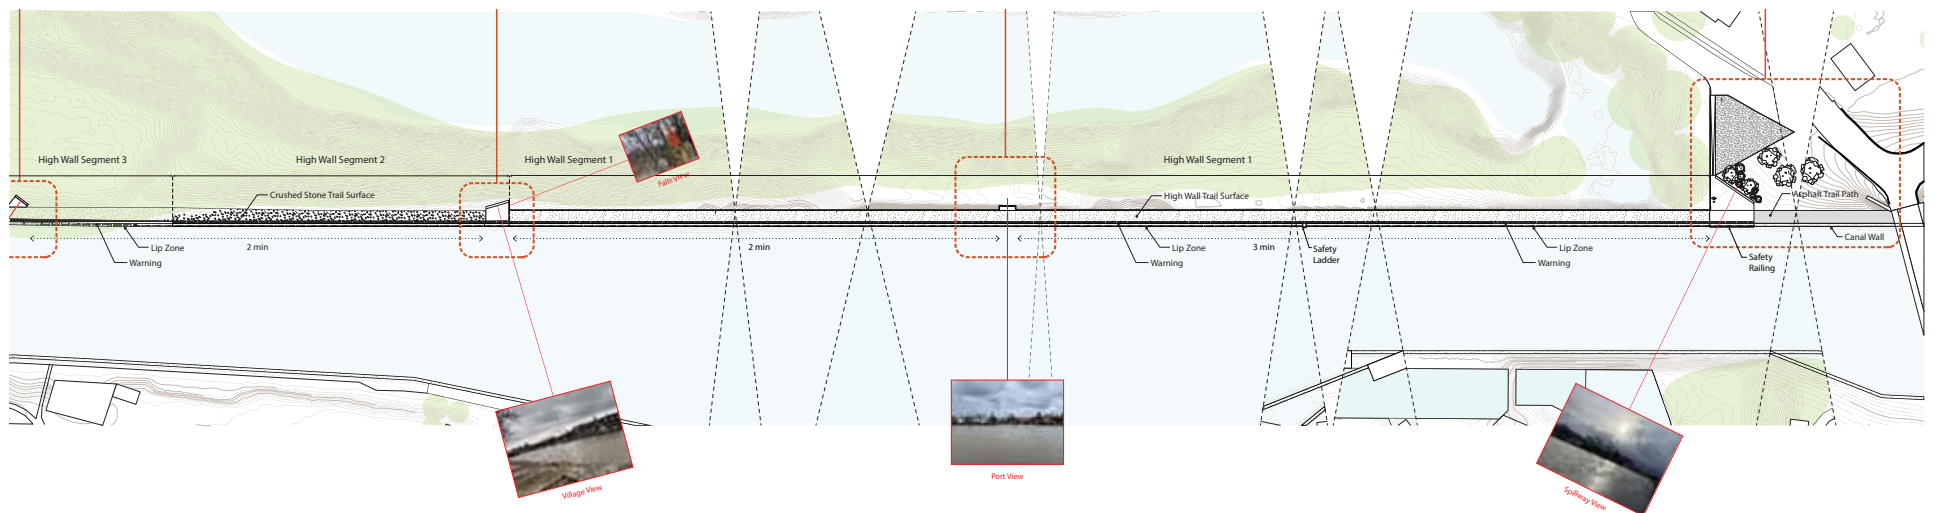 High Wall Segment 3
High Wall Segment 2
High Wall Segment 1
High Wall Segment 1
Falls View
Crushed Stone Trail Surface
High Wall Trail Surface
Asphalt Trail Path
2 min
2 min
3 min
Lip Zone
Warning
Lip Zone
Warning
Safety
Ladder
Lip Zone
Warning
Safety
Railing
Canal Wall
Village View
Port View
Spillway View